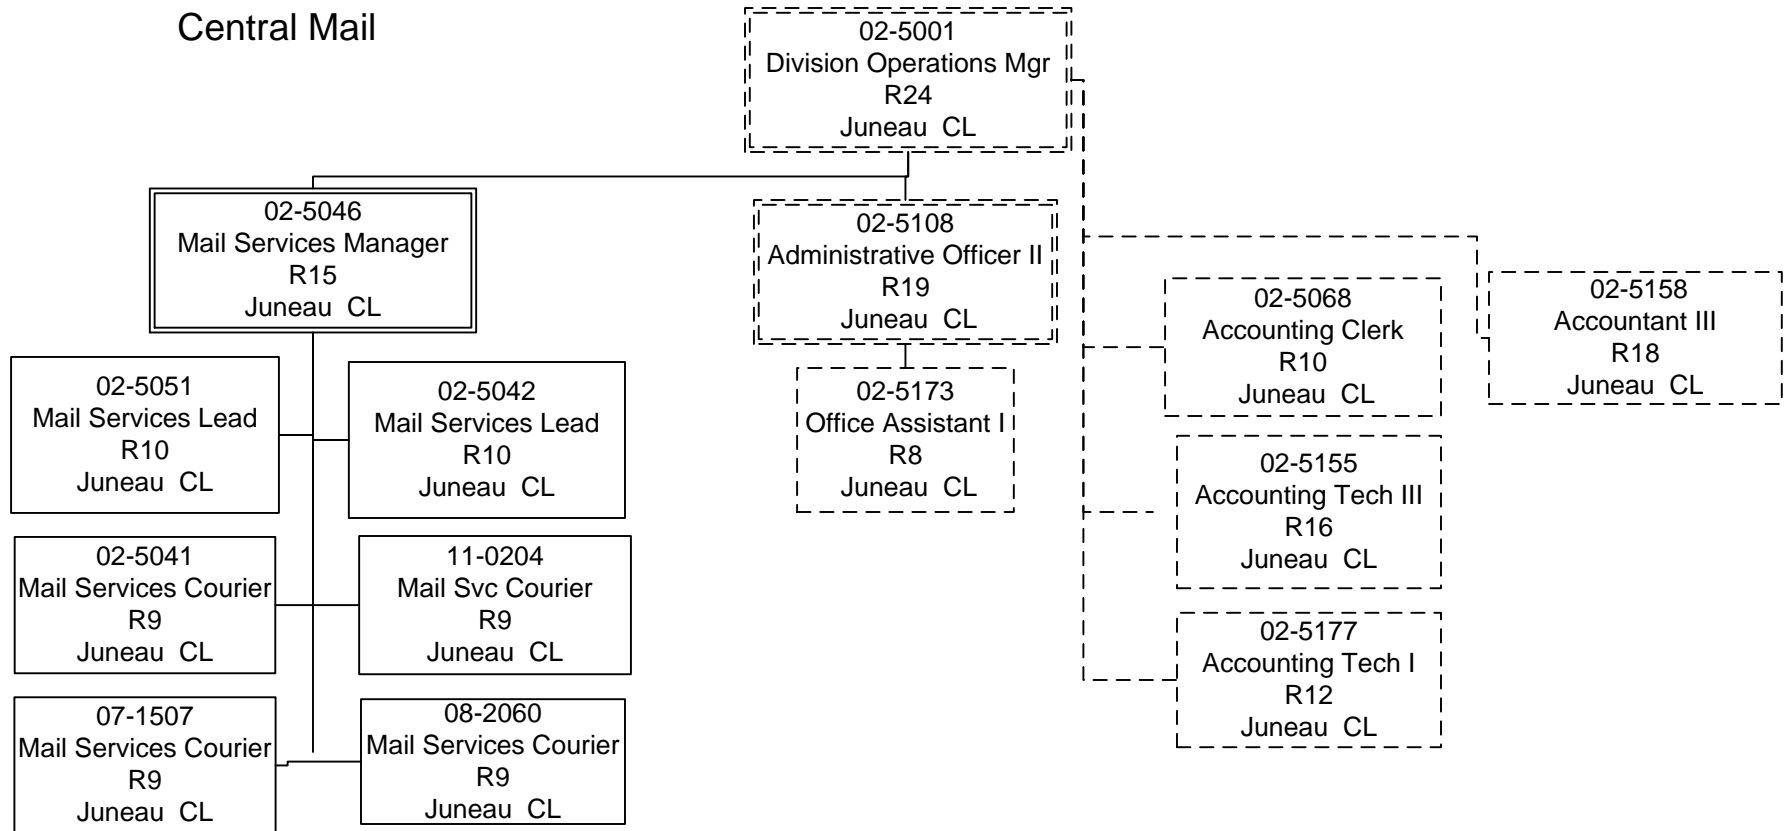 Central Mail
02-5001
Division Operations Mgr
R24
Juneau  CL
02-5046
Mail Services Manager
R15
Juneau  CL
02-5108
Administrative Officer II
R19
Juneau  CL
02-5068
Accounting Clerk
R10
Juneau  CL
02-5158
Accountant III
R18
Juneau  CL
02-5051
Mail Services Lead
R10
Juneau  CL
02-5042
Mail Services Lead
R10
Juneau  CL
02-5173
Office Assistant I
R8
Juneau  CL
02-5155
Accounting Tech III
R16
Juneau  CL
02-5041
Mail Services Courier
R9
Juneau  CL
11-0204
Mail Svc Courier
R9
Juneau  CL
02-5177
Accounting Tech I
R12
Juneau  CL
07-1507
Mail Services Courier
R9
Juneau  CL
08-2060
Mail Services Courier
R9
Juneau  CL